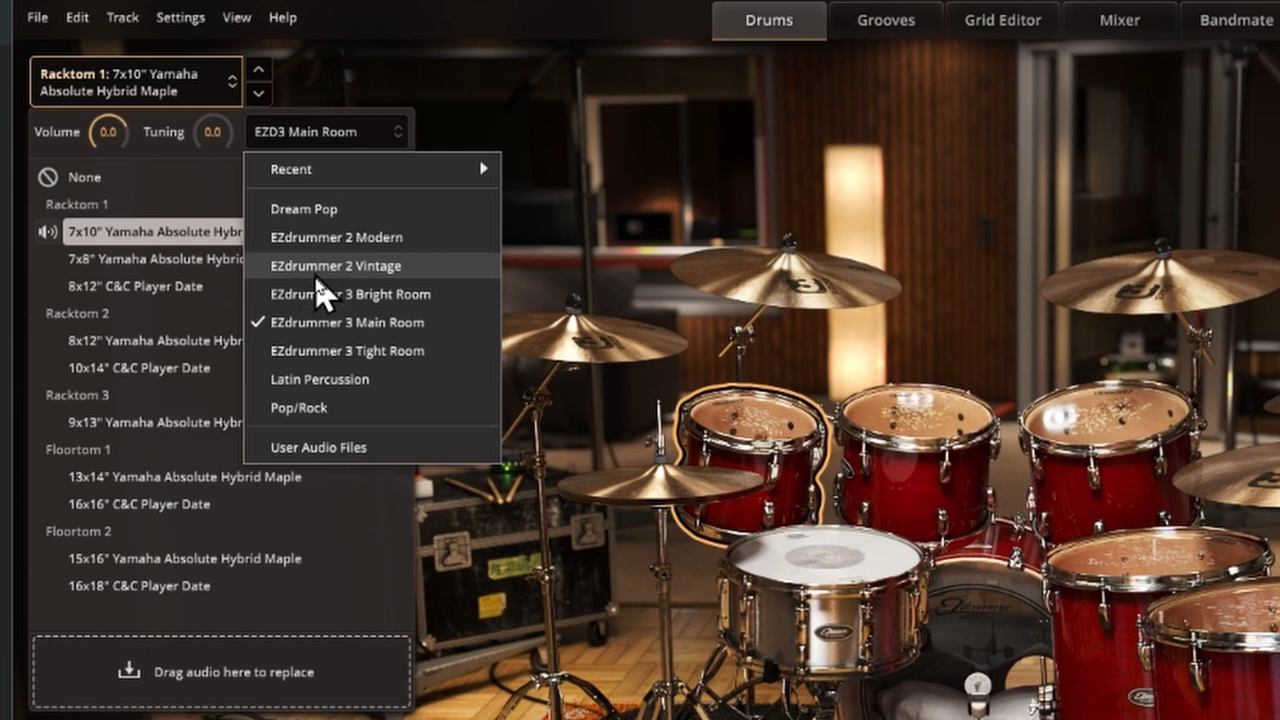 File Edit Track Settings View Help
Drums Grooves Grid Editor Mixer Bandmate
Racktom 1: 7x10" Yamaha
Absolute Hybrid Maple
Volume 0.0 Tuning 0.0 EZD3 Main Room
None
Racktom 1
7x10" Yamaha Absolute Hybr
7x8" Yamaha Absolute Hybrid
8x12" C&C Player Date
Racktom 2
8x12" Yamaha Absolute Hybr
10x14" C&C Player Date
Racktom 3
9x13" Yamaha Absolute Hybr
Floortom 1
13x14" Yamaha Absolute Hybrid Maple
16x16" C&C Player Date
Floortom 2
15x16" Yamaha Absolute Hybrid Maple
16x18" C&C Player Date
Drag audio here to replace
Recent
Dream Pop
EZdrummer 2 Modern
EZdrummer 2 Vintage
EZdrummer 3 Bright Room
EZdrummer 3 Main Room
EZdrummer 3 Tight Room
Latin Percussion
Pop/Rock
User Audio Files